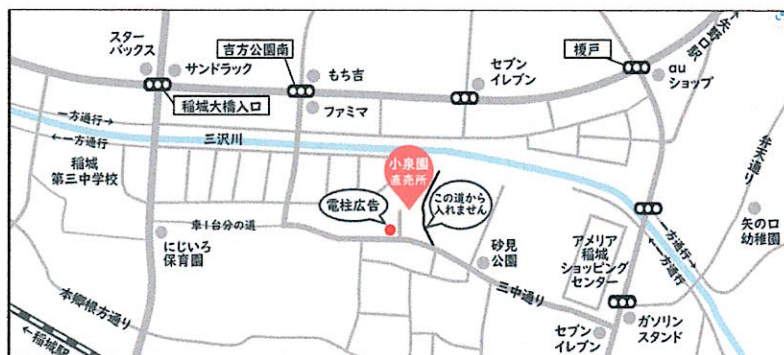 スター
バックス
サンドラック
吉方公園南
もち吉
セブン
イレブン
榎戸
←矢野口駅
au
ショップ
稲城大橋入口
ファミマ
一方通行→
←一方通行
三沢川
稲城
第三中学校
小泉園
直売所
弁天通り
電柱広告
この道から
入れません
車1台分の道
にじいろ
保育園
砂見
公園
アメリア
稲城
ショッピング
センター
一方通行→
←一方通行
矢の口
幼稚園
本郷根方通り
三中通り
←稲城駅
セブン
イレブン
ガソリン
スタンド